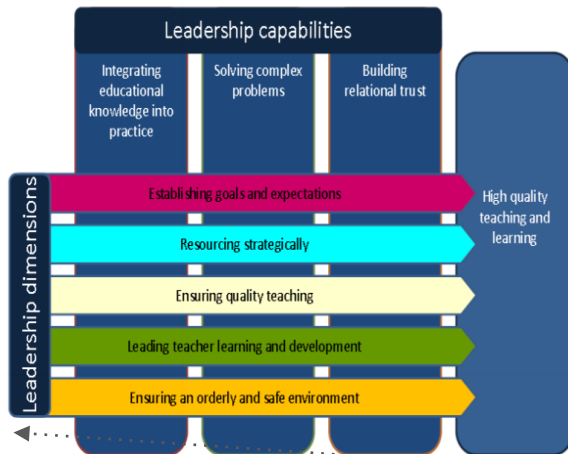 Leadership capabilities
Integrating
educational
knowledge into
practice
Solving complex
problems
Building
relational trust
Leadership dimensions
Establishing goals and expectations
Resourcing strategically
Ensuring quality teaching
Leading teacher learning and development
Ensuring an orderly and safe environment
High quality
teaching and
learning